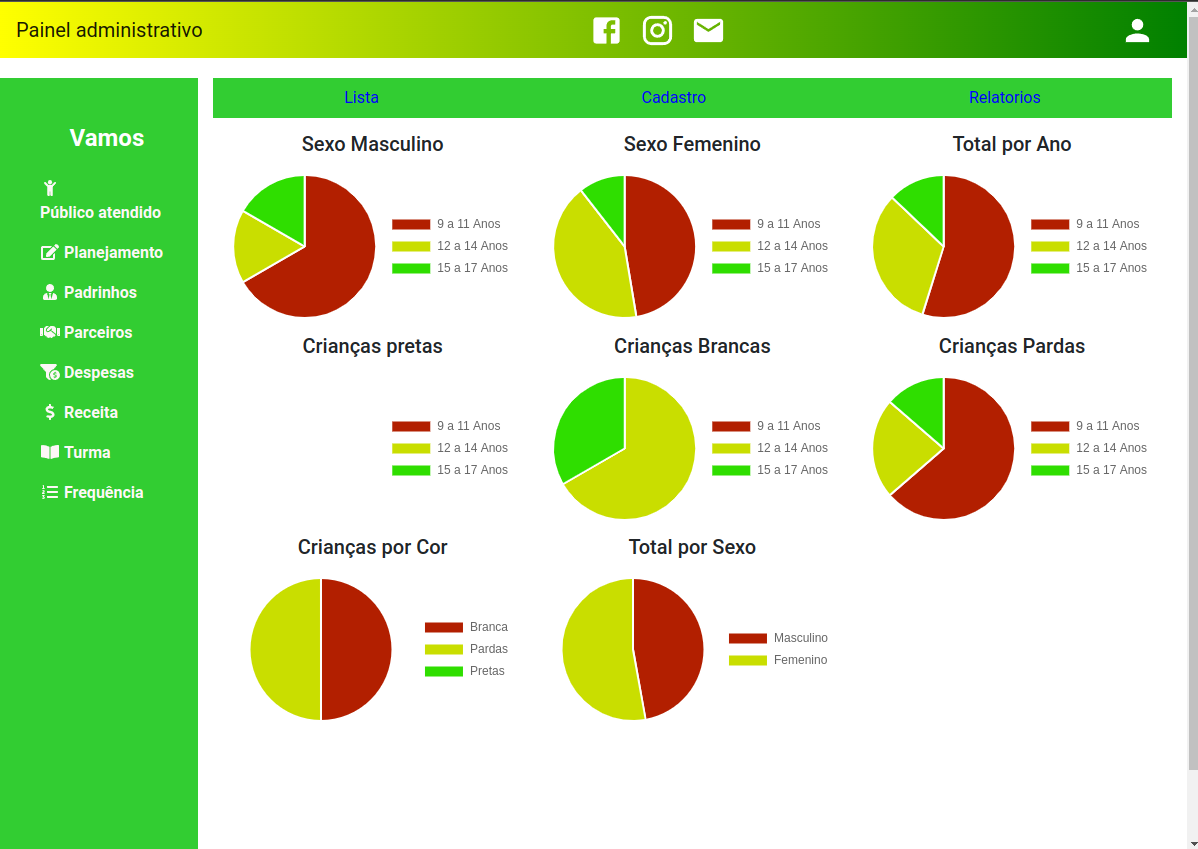 Painel administrativo
Vamos
Público atendido
Planejamento
Padrinhos
Parceiros
Despesas
Receita
Turma
Frequência
Lista
Cadastro
Relatorios
Sexo Masculino
9 a 11 Anos
12 a 14 Anos
15 a 17 Anos
Sexo Femenino
9 a 11 Anos
12 a 14 Anos
15 a 17 Anos
Total por Ano
9 a 11 Anos
12 a 14 Anos
15 a 17 Anos
Crianças pretas
9 a 11 Anos
12 a 14 Anos
15 a 17 Anos
Crianças Brancas
9 a 11 Anos
12 a 14 Anos
15 a 17 Anos
Crianças Pardas
9 a 11 Anos
12 a 14 Anos
15 a 17 Anos
Crianças por Cor
Branca
Pardas
Pretas
Total por Sexo
Masculino
Femenino